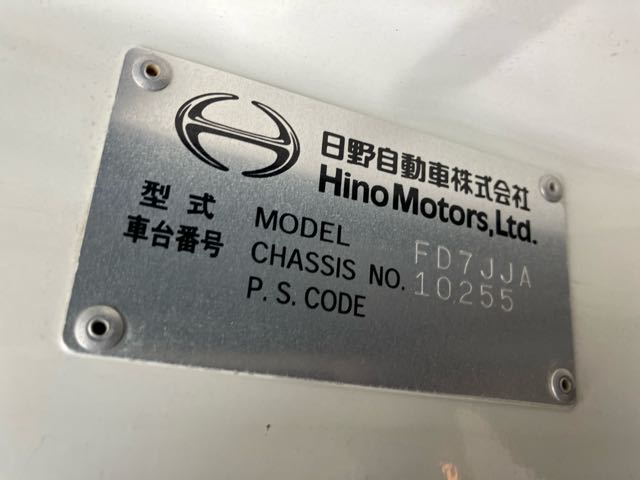 日野自動車株式会社
Hino Motors, Ltd.
型式 MODEL FD7JJA
車台番号 CHASSIS NO. 10255
P. S. CODE